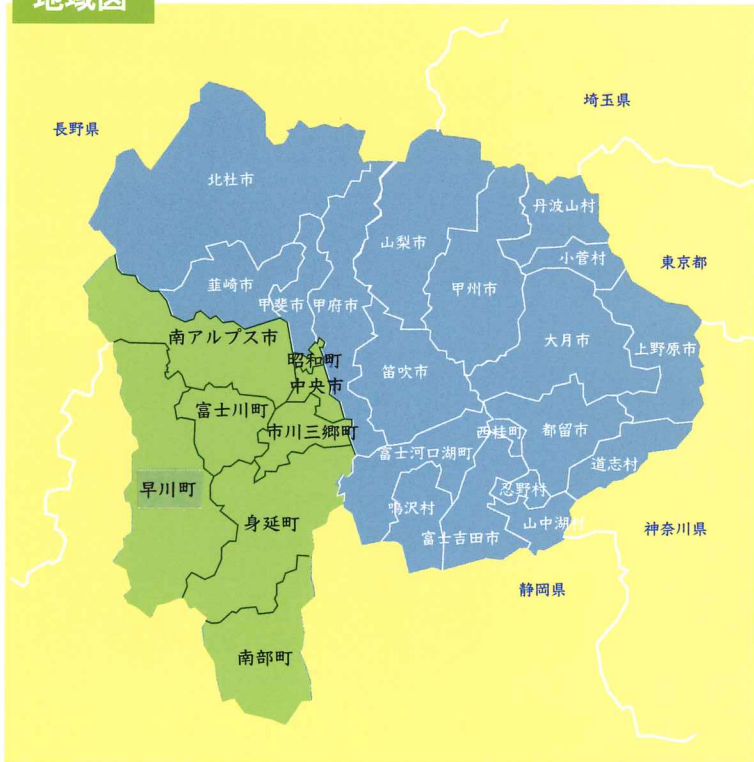 地域図
埼玉県
長野県
北杜市
丹波山村
山梨市
小菅村
東京都
韮崎市
甲斐市
甲府市
甲州市
南アルプス市
大月市
上野原市
昭和町
笛吹市
中央市
富士川町
市川三郷町
西桂町
都留市
富士河口湖町
道志村
早川町
忍野村
鳴沢村
身延町
山中湖村
神奈川県
富士吉田市
静岡県
南部町